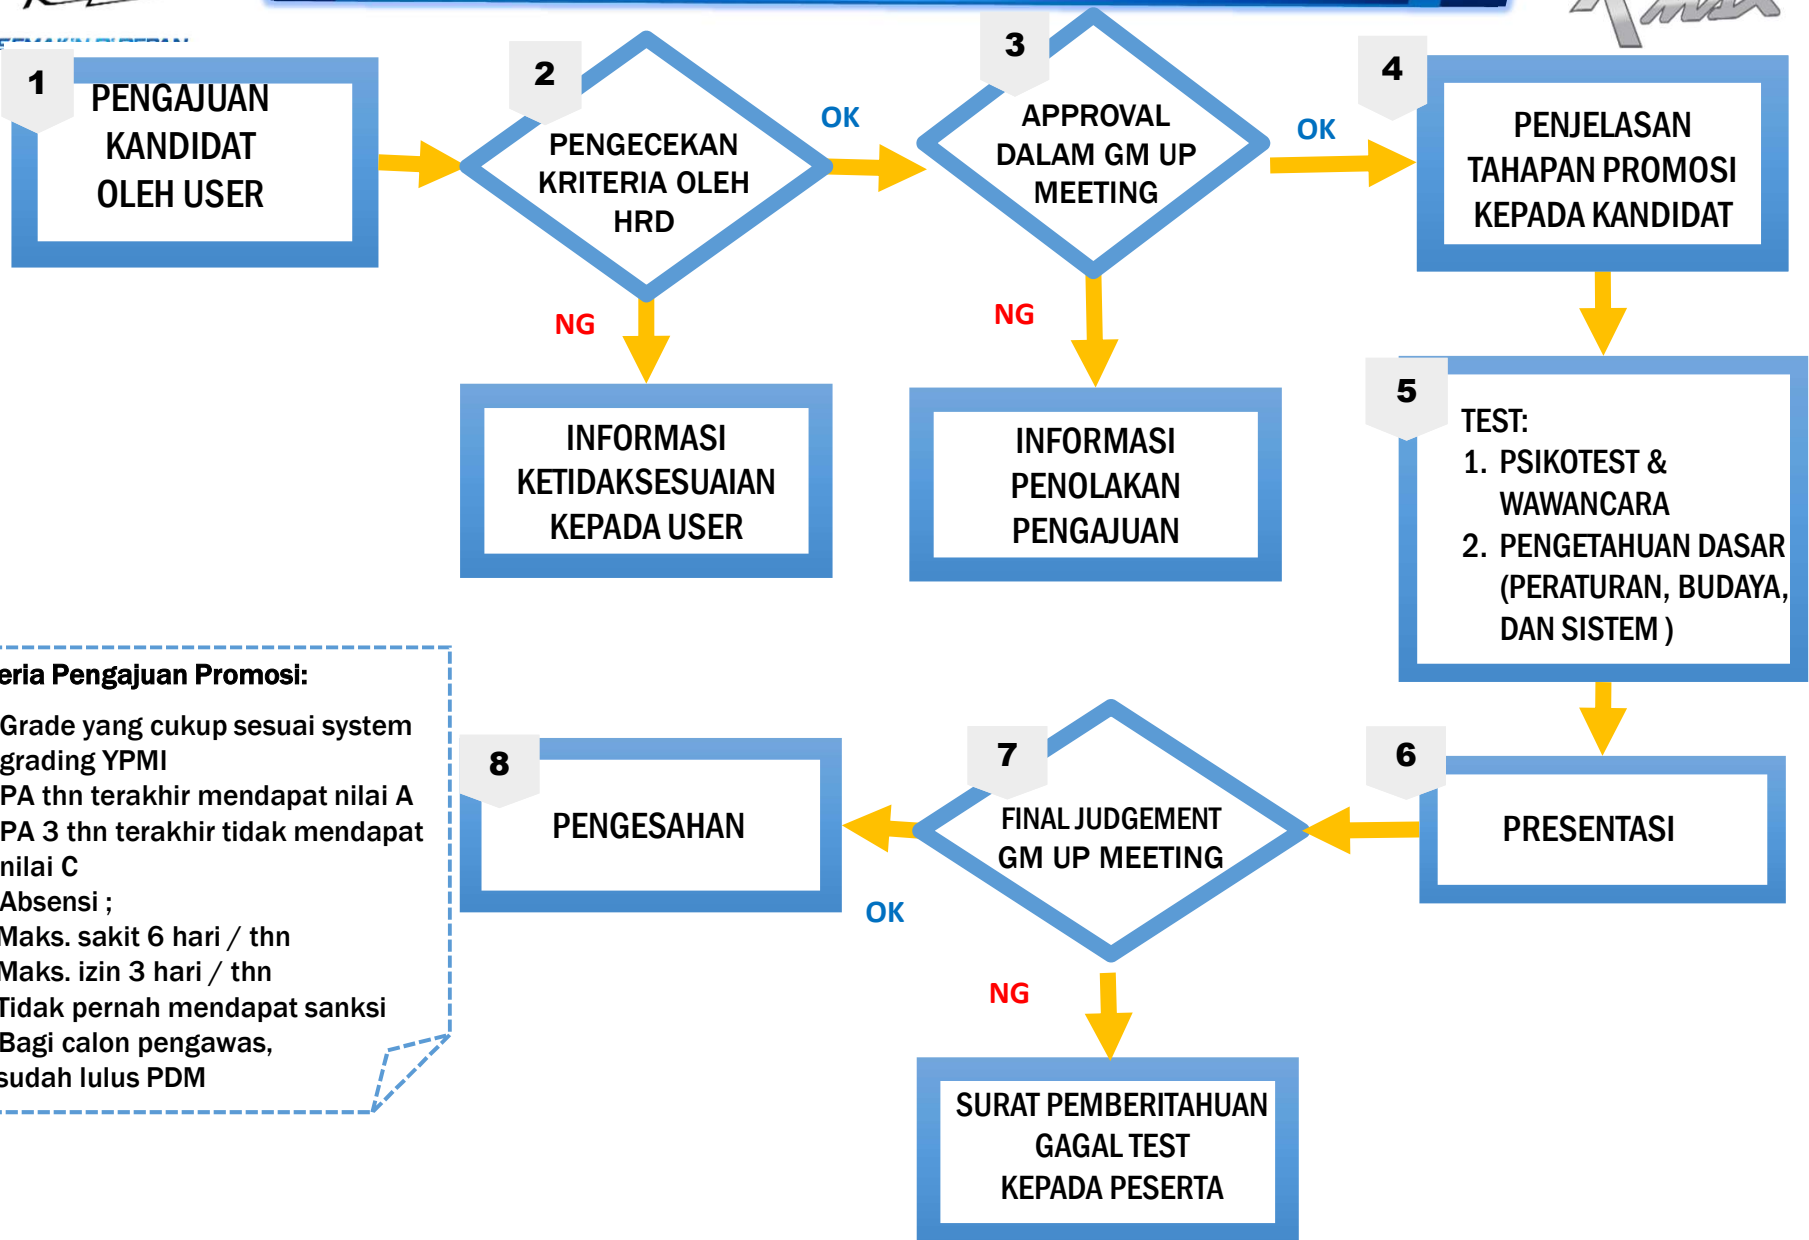 SEMAKIN DI DEPAN
1
PENGAJUAN
KANDIDAT
OLEH USER
2
PENGECEKAN
KRITERIA OLEH
HRD
OK
3
APPROVAL
DALAM GM UP
MEETING
OK
4
PENJELASAN
TAHAPAN PROMOSI
KEPADA KANDIDAT
NG
INFORMASI
KETIDAKSESUAIAN
KEPADA USER
NG
INFORMASI
PENOLAKAN
PENGAJUAN
5
TEST:
1. PSIKOTEST &
WAWANCARA
2. PENGETAHUAN DASAR
(PERATURAN, BUDAYA,
DAN SISTEM )
6
PRESENTASI
7
FINAL JUDGEMENT
GM UP MEETING
OK
8
PENGESAHAN
NG
SURAT PEMBERITAHUAN
GAGAL TEST
KEPADA PESERTA
eria Pengajuan Promosi:
Grade yang cukup sesuai system
grading YPMI
PA thn terakhir mendapat nilai A
PA 3 thn terakhir tidak mendapat
nilai C
Absensi ;
Maks. sakit 6 hari / thn
Maks. izin 3 hari / thn
Tidak pernah mendapat sanksi
Bagi calon pengawas,
sudah lulus PDM